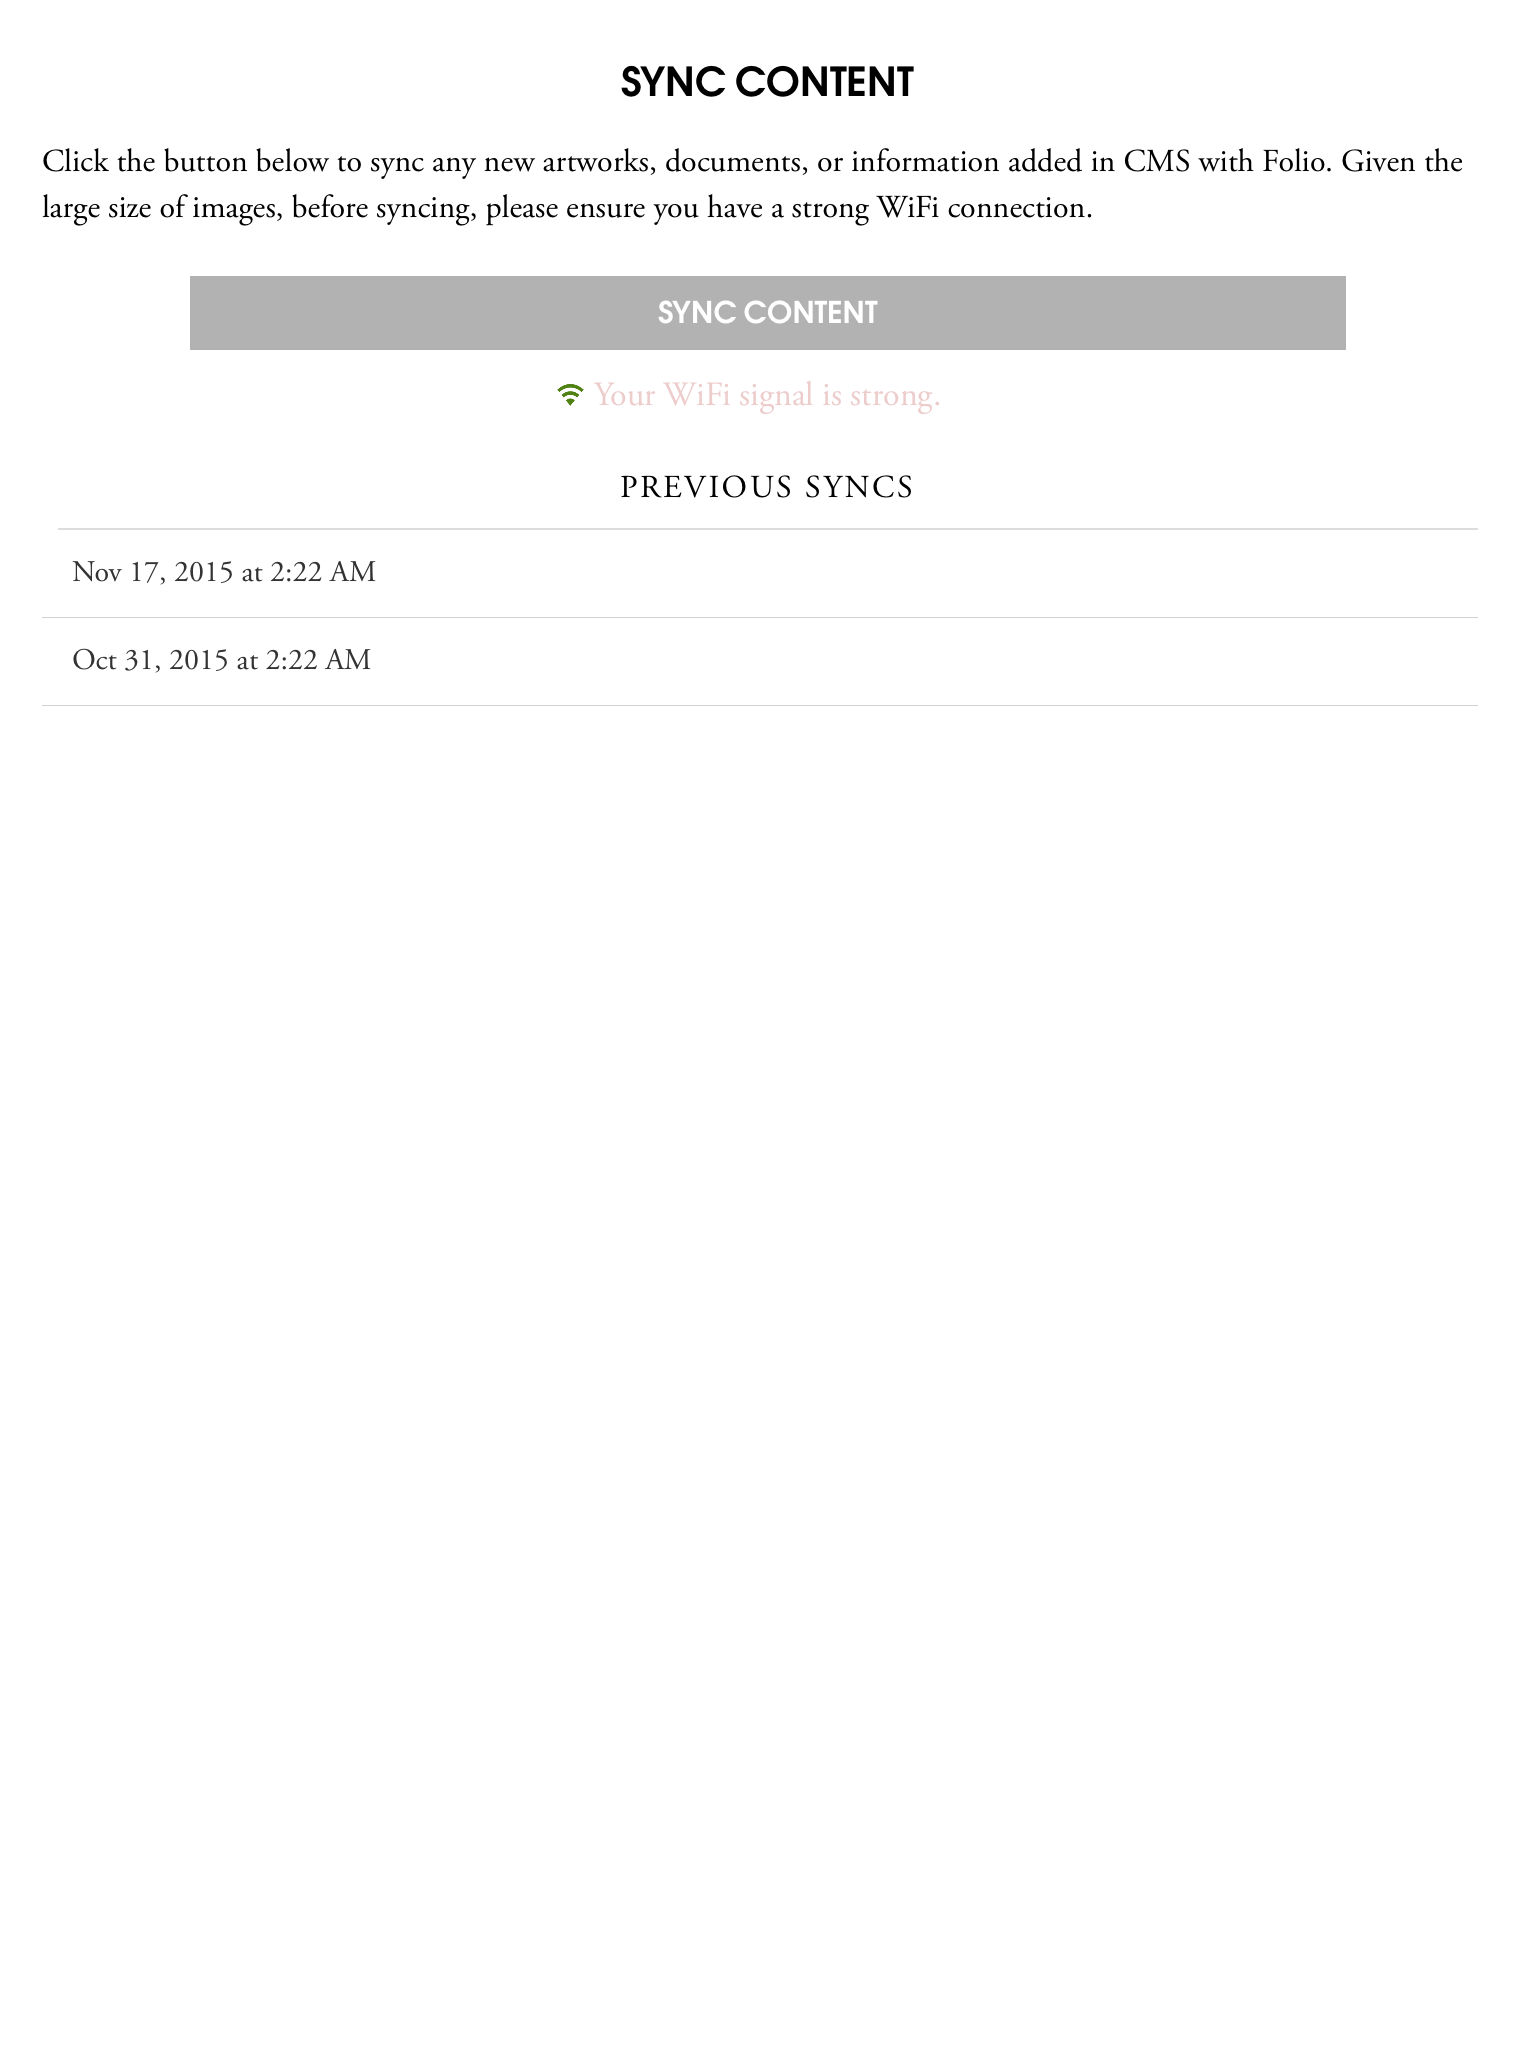 SYNC CONTENT
Click the button below to sync any new artworks, documents, or information added in CMS with Folio. Given the
large size of images, before syncing, please ensure you have a strong WiFi connection.
SYNC CONTENT
Your WiFi signal is strong.
PREVIOUS SYNCS
Nov 17, 2015 at 2:22 AM
Oct 31, 2015 at 2:22 AM